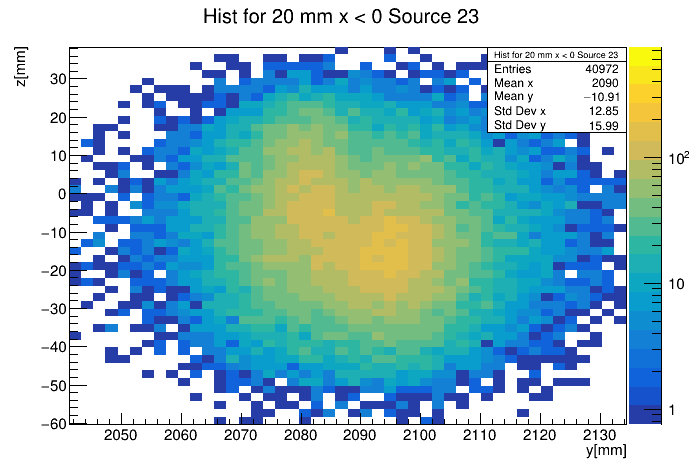 Hist for 20 mm x < 0 Source 23
z[mm]
Hist for 20 mm x < 0 Source 23
Entries 40972
Mean x 2090
Mean y −10.91
Std Dev x 12.85
Std Dev y 15.99
30
20
10
0
−10
−20
−30
−40
−50
−60
2050 2060 2070 2080 2090 2100 2110 2120 2130
y[mm]
10²
10
1